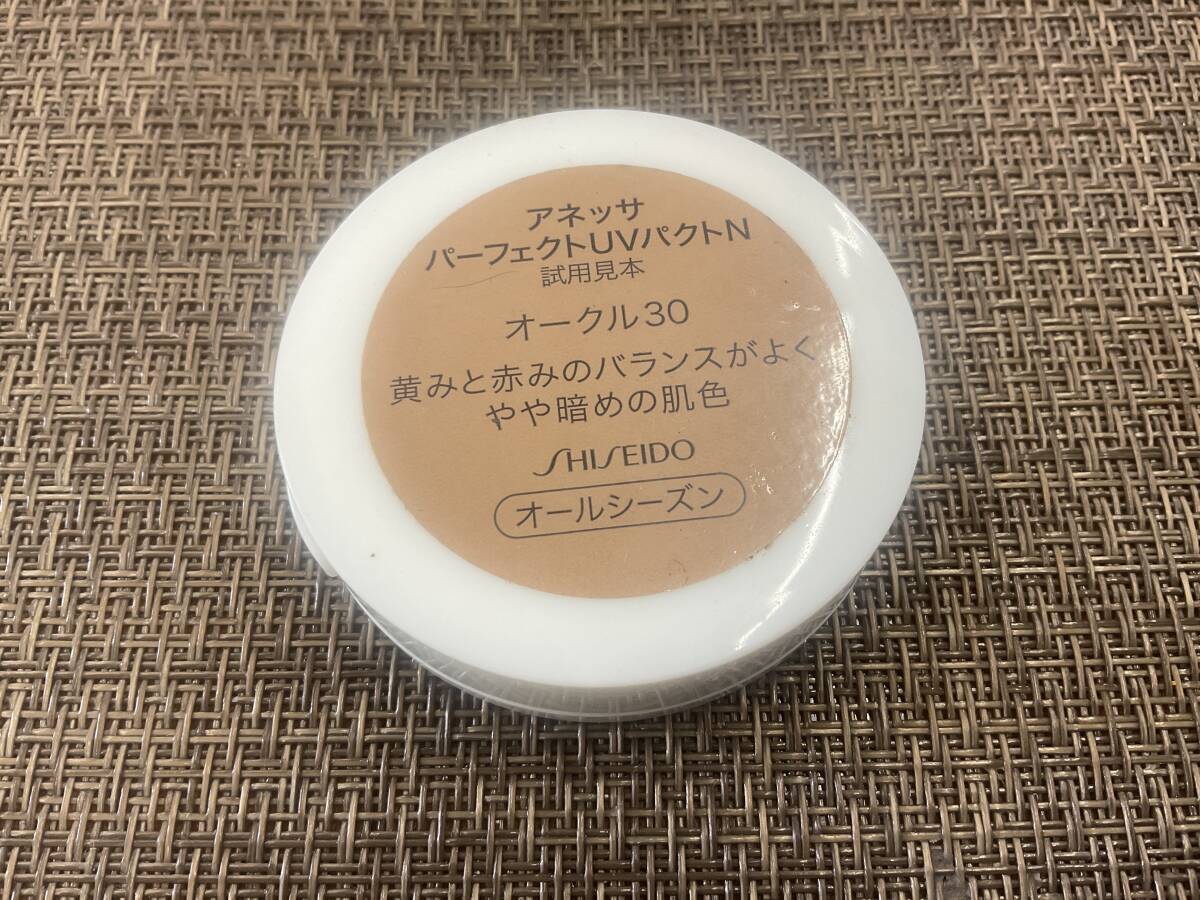 アネッサ
パーフェクトUVパクトN
試用見本
オークル30
黄みと赤みのバランスがよく
やや暗めの肌色
SHISEIDO
オールシーズン